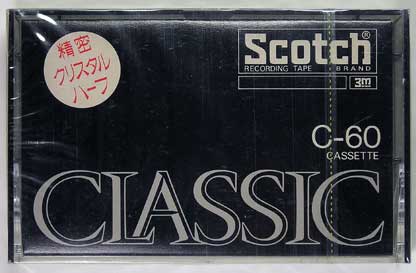 精密
クリスタル
ハーフ
Scotch®
RECORDING TAPE BRAND
3M
C-60
CASSETTE
CLASSIC